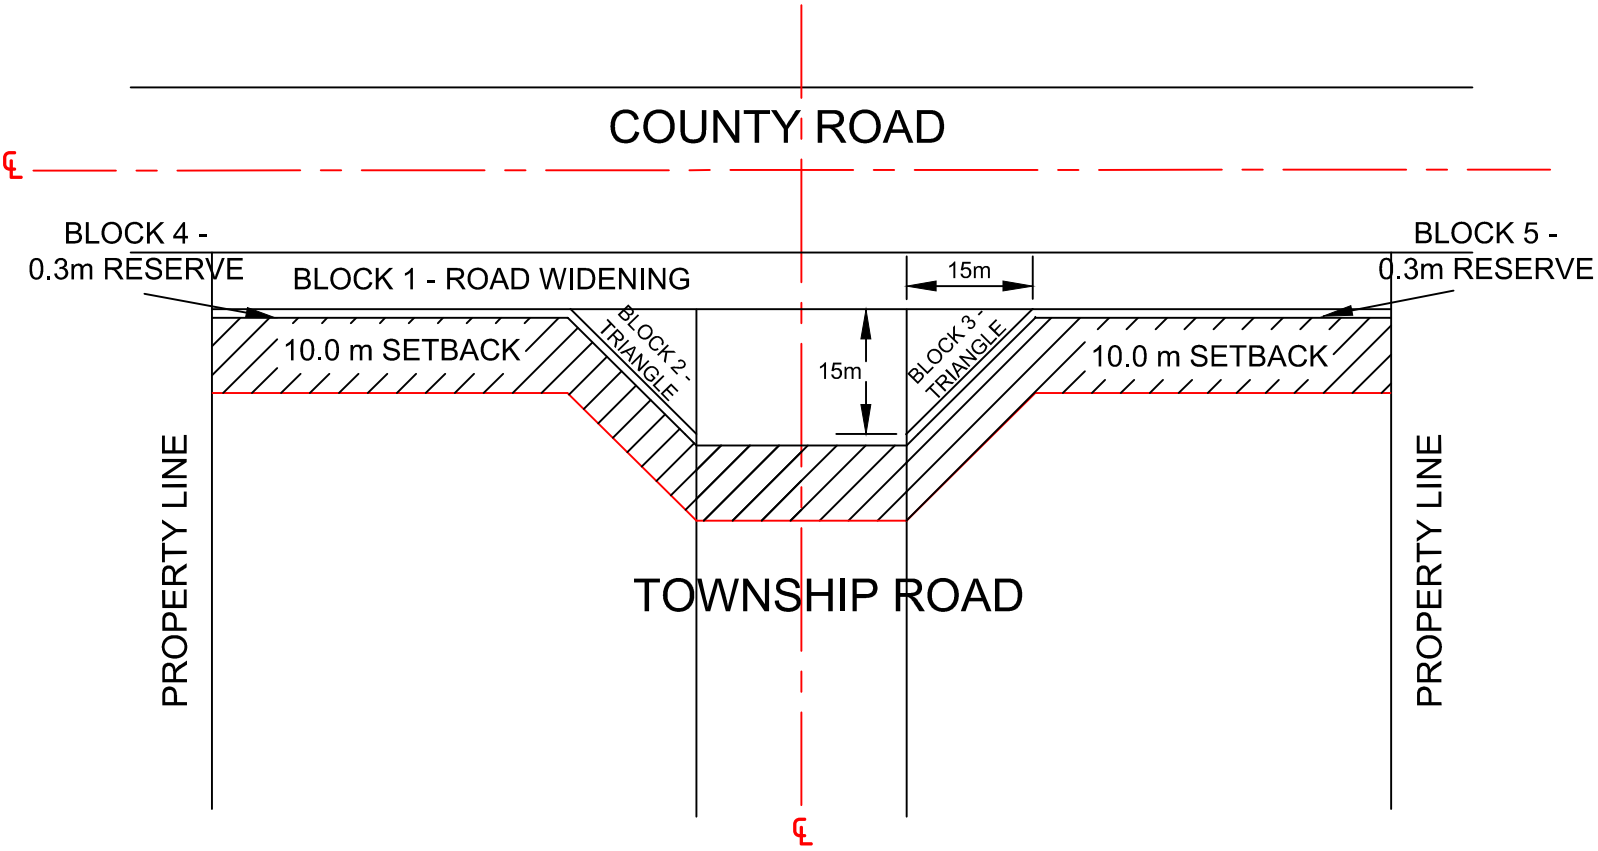 COUNTY ROAD
℄
BLOCK 4 -
0.3m RESERVE
BLOCK 5 -
0.3m RESERVE
BLOCK 1 - ROAD WIDENING
15m
BLOCK 2 -
TRIANGLE
BLOCK 3 -
TRIANGLE
10.0 m SETBACK
15m
10.0 m SETBACK
PROPERTY LINE
PROPERTY LINE
TOWNSHIP ROAD
℄